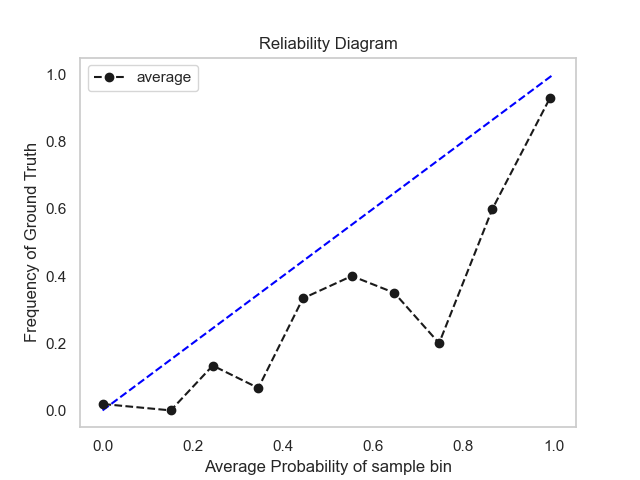 Reliability Diagram
average
Frequency of Ground Truth
1.0
0.8
0.6
0.4
0.2
0.0
0.0 0.2 0.4 0.6 0.8 1.0
Average Probability of sample bin